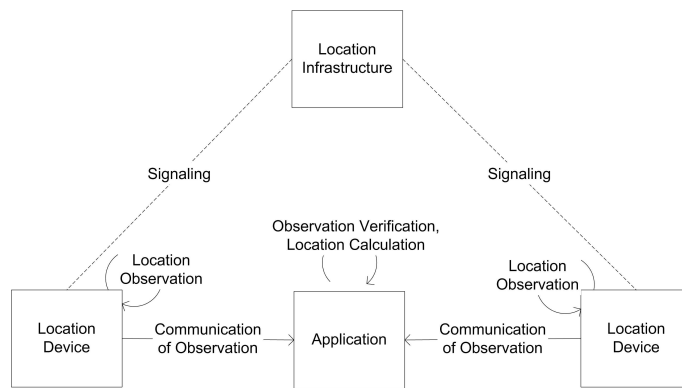 Location
Infrastructure
Signaling
Signaling
Observation Verification,
Location Calculation
Location
Observation
Location
Observation
Location
Device
Communication
of Observation
Application
Communication
of Observation
Location
Device